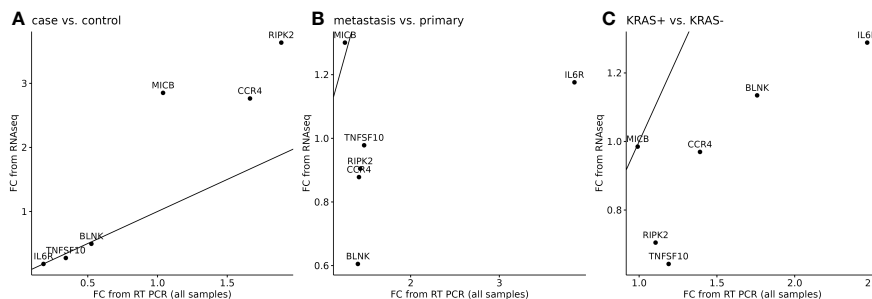 A case vs. control
FC from RNAseq
3
2
1
RIPK2
MICB
CCR4
BLNK
TNFSF10
IL6R
0.5
1.0
1.5
FC from RT PCR (all samples)
B metastasis vs. primary
FC from RNAseq
1.2
1.0
0.8
0.6
MICB
IL6R
TNFSF10
RIPK2
CCR4
BLNK
2
3
FC from RT PCR (all samples)
C KRAS+ vs. KRAS-
FC from RNAseq
1.2
1.0
0.8
BLNK
MICB
CCR4
RIPK2
TNFSF10
1.0
1.5
2.0
FC from RT PCR (all samples)